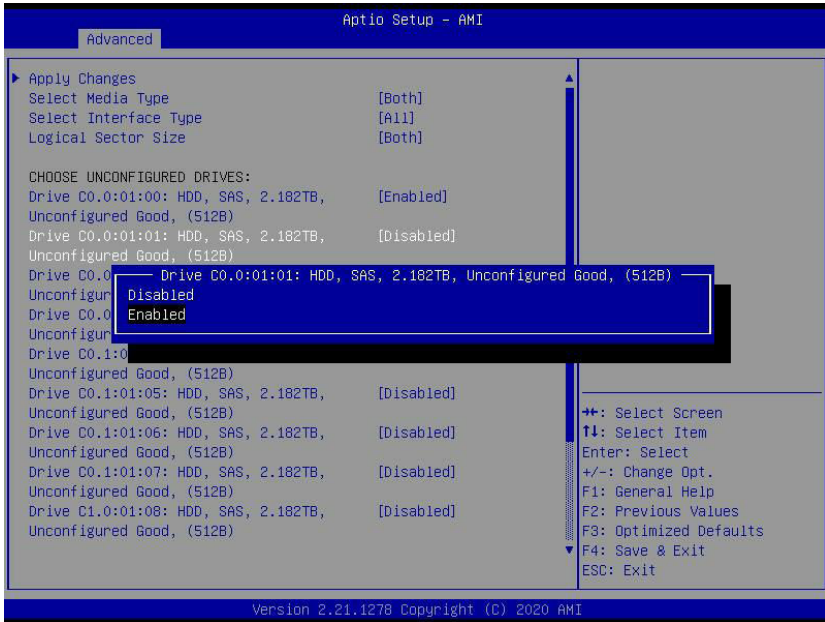 Aptio Setup - AMI
Advanced
Apply Changes
Select Media Type [Both]
Select Interface Type [All]
Logical Sector Size [Both]
CHOOSE UNCONFIGURED DRIVES:
Drive C0.0:01:00: HDD, SAS, 2.182TB, [Enabled]
Unconfigured Good, (512B)
Drive C0.0:01:01: HDD, SAS, 2.182TB, [Disabled]
Unconfigured Good, (512B)
Drive C0.0
Unconfigur
Drive C0.0
Unconfigur
Drive C0.1:0
Unconfigured Good, (512B)
Drive C0.1:01:05: HDD, SAS, 2.182TB, [Disabled]
Unconfigured Good, (512B)
Drive C0.1:01:06: HDD, SAS, 2.182TB, [Disabled]
Unconfigured Good, (512B)
Drive C0.1:01:07: HDD, SAS, 2.182TB, [Disabled]
Unconfigured Good, (512B)
Drive C1.0:01:08: HDD, SAS, 2.182TB, [Disabled]
Unconfigured Good, (512B)
Drive C0.0:01:01: HDD, SAS, 2.182TB, Unconfigured Good, (512B)
Disabled
Enabled
→←: Select Screen
↑↓: Select Item
Enter: Select
+/-: Change Opt.
F1: General Help
F2: Previous Values
F3: Optimized Defaults
F4: Save & Exit
ESC: Exit
Version 2.21.1278 Copyright (C) 2020 AMI